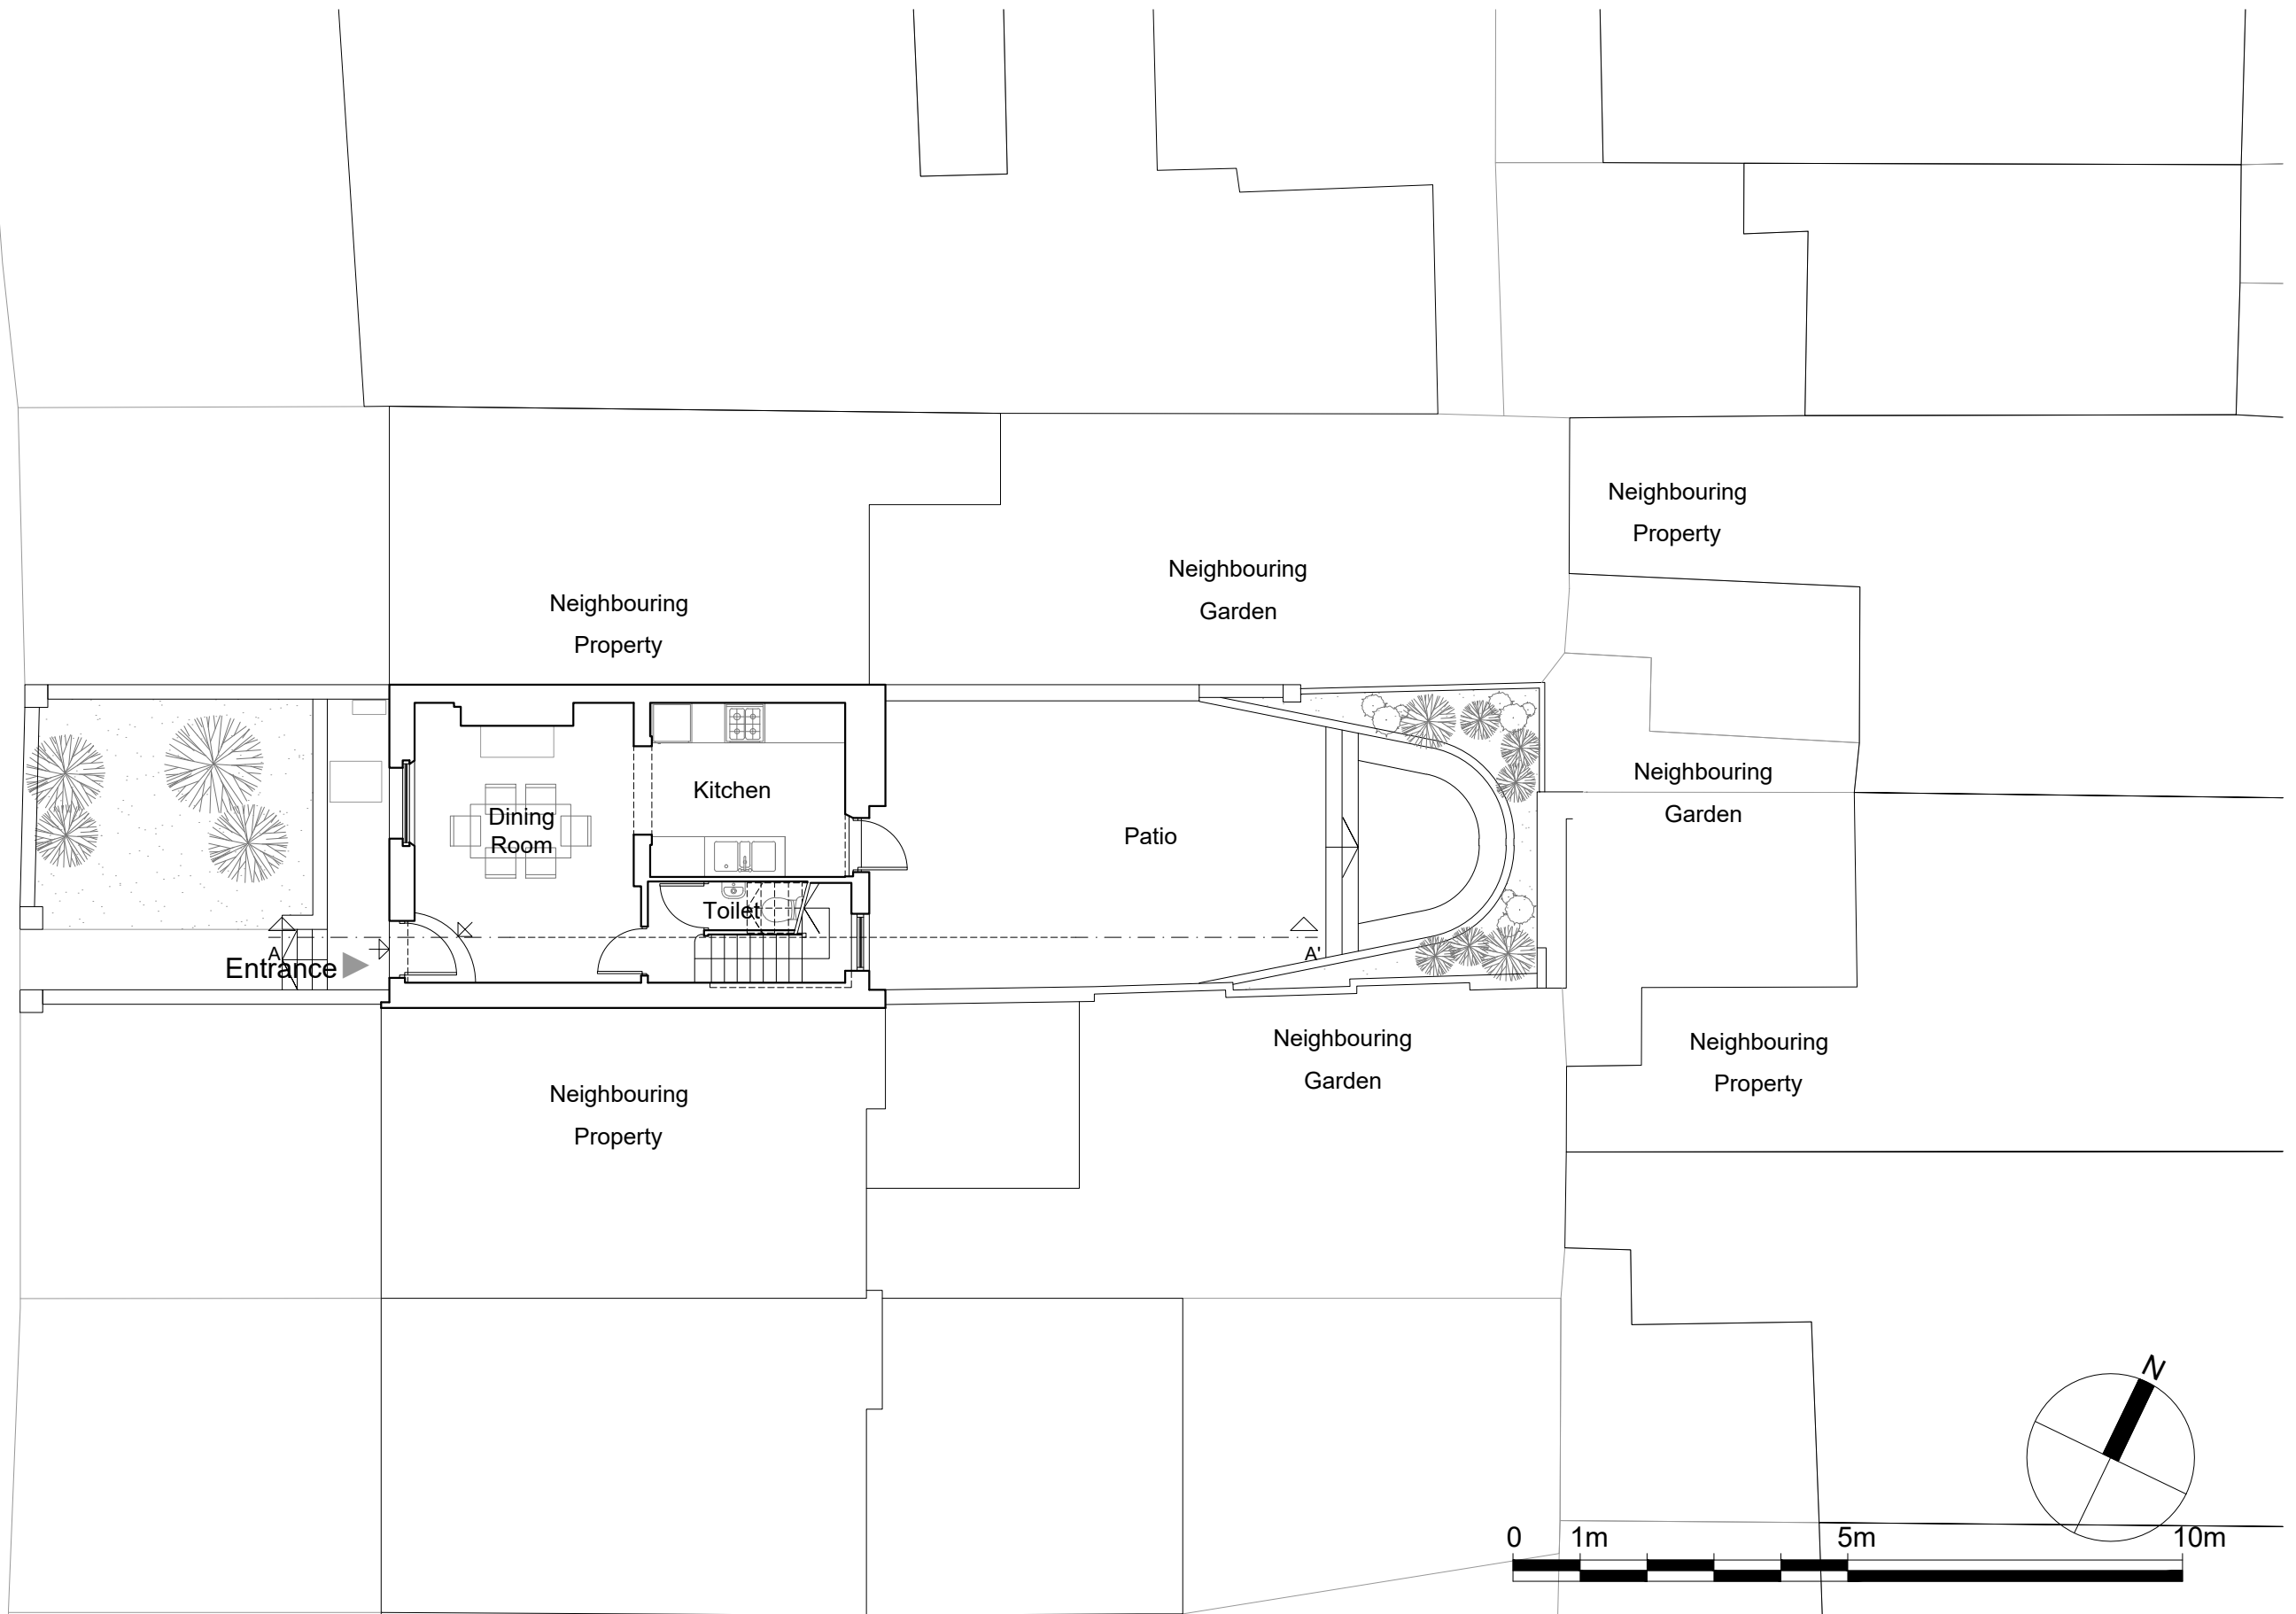 Neighbouring
Property
Neighbouring
Garden
Neighbouring
Property
Neighbouring
Garden
Kitchen
Dining
Room
Patio
Toilet
A
Entrance
A'
Neighbouring
Garden
Neighbouring
Property
Neighbouring
Property
N
0 1m 5m 10m